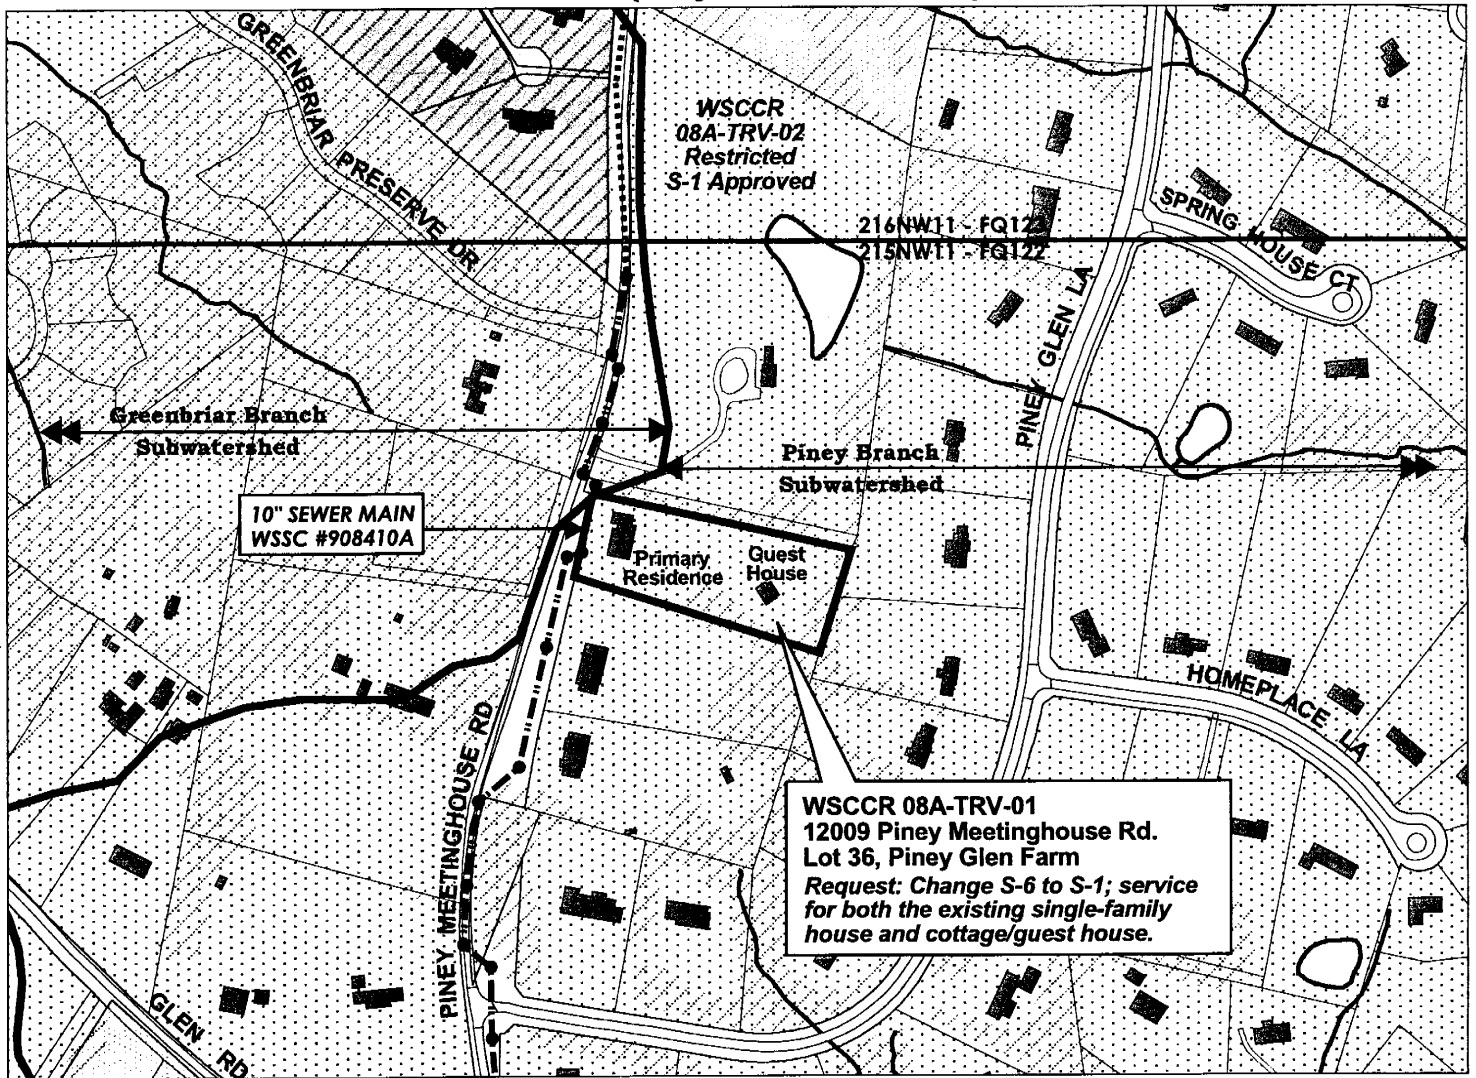 GREENBRIAR PRESERVE DR
WSCCR
08A-TRV-02
Restricted
S-1 Approved
216NW11 - FQ123
215NW11 - FQ122
SPRING HOUSE CT
PINEY GLEN LA
Greenbriar Branch
Subwatershed
Piney Branch
Subwatershed
10" SEWER MAIN
WSSC #908410A
Primary
Residence
Guest
House
HOMEPLACE LA
PINEY MEETINGHOUSE RD
WSCCR 08A-TRV-01
12009 Piney Meetinghouse Rd.
Lot 36, Piney Glen Farm
Request: Change S-6 to S-1; service
for both the existing single-family
house and cottage/guest house.
GLEN RD